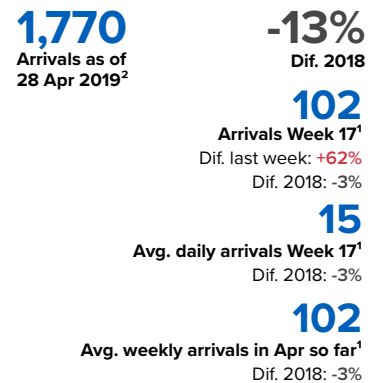 1,770
Arrivals as of
28 Apr 2019²
-13%
Dif. 2018
102
Arrivals Week 17¹
Dif. last week: +62%
Dif. 2018: -3%
15
Avg. daily arrivals Week 17¹
Dif. 2018: -3%
102
Avg. weekly arrivals in Apr so far¹
Dif. 2018: -3%